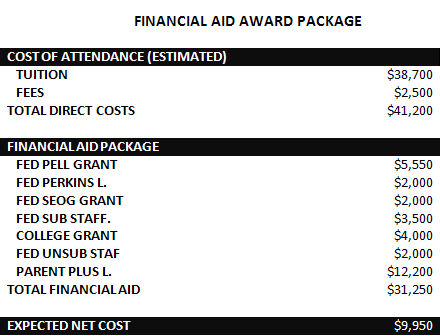 FINANCIAL AID AWARD PACKAGE
COST OF ATTENDANCE (ESTIMATED)
TUITION $38,700
FEES $2,500
TOTAL DIRECT COSTS $41,200
FINANCIAL AID PACKAGE
FED PELL GRANT $5,550
FED PERKINS L. $2,000
FED SEOG GRANT $2,000
FED SUB STAFF. $3,500
COLLEGE GRANT $4,000
FED UNSUB STAF $2,000
PARENT PLUS L. $12,200
TOTAL FINANCIAL AID $31,250
EXPECTED NET COST $9,950